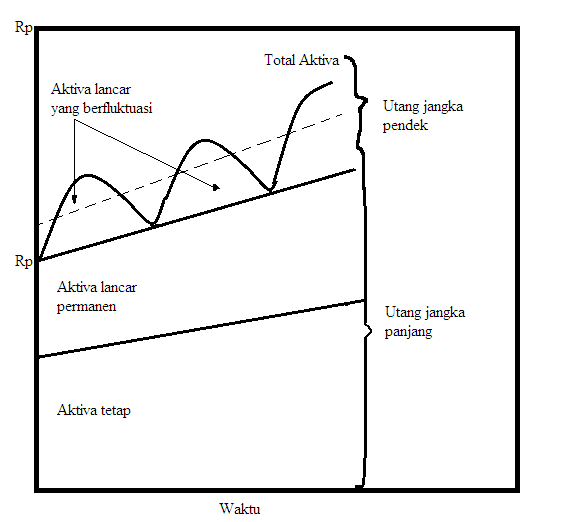 Rp
Total Aktiva
Aktiva lancar
yang berfluktuasi
Utang jangka
pendek
Rp
Aktiva lancar
permanen
Utang jangka
panjang
Aktiva tetap
Waktu